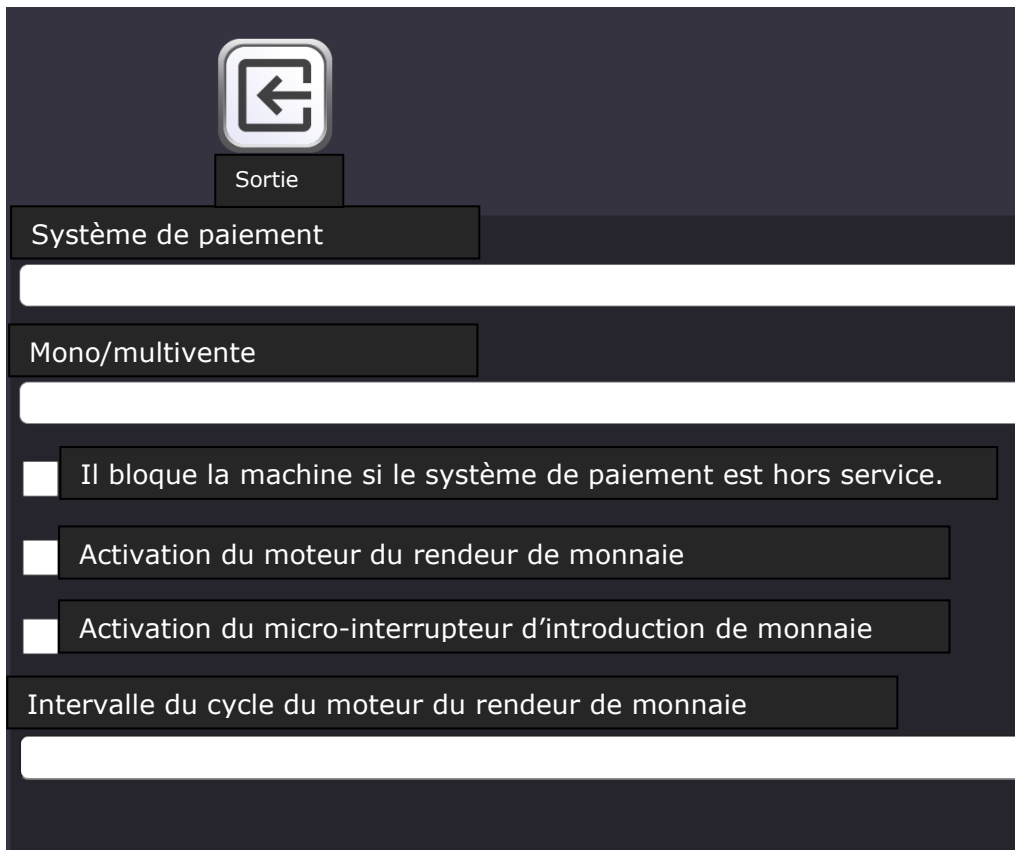 Sortie
Système de paiement
Mono/multivente
Il bloque la machine si le système de paiement est hors service.
Activation du moteur du rendeur de monnaie
Activation du micro-interrupteur d’introduction de monnaie
Intervalle du cycle du moteur du rendeur de monnaie